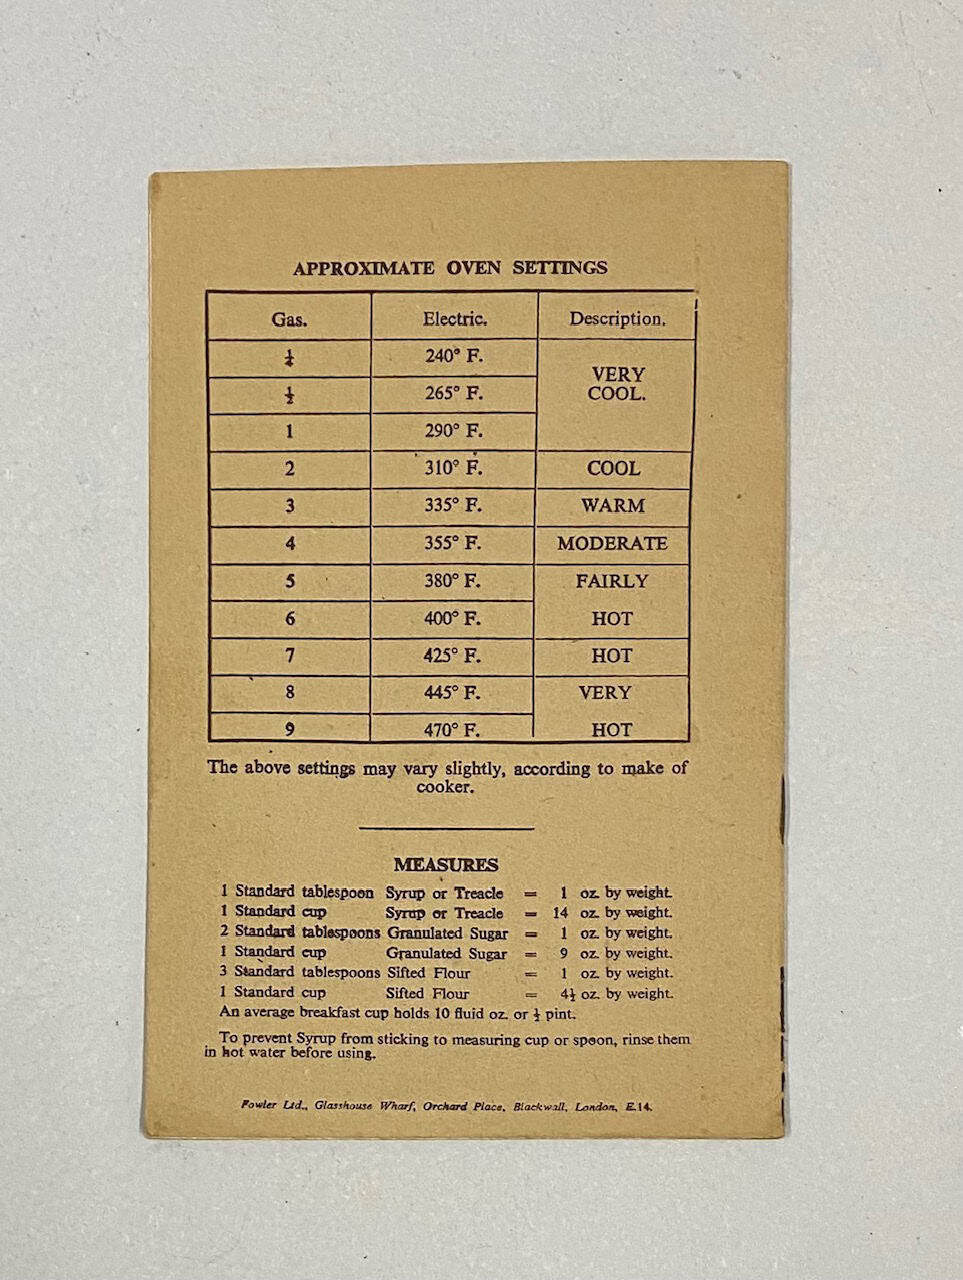 APPROXIMATE OVEN SETTINGS
Gas. Electric. Description.
¼ 240° F.
½ 265° F. VERY COOL.
1 290° F.
2 310° F. COOL
3 335° F. WARM
4 355° F. MODERATE
5 380° F. FAIRLY
6 400° F. HOT
7 425° F. HOT
8 445° F. VERY
9 470° F. HOT
The above settings may vary slightly, according to make of
cooker.
MEASURES
1 Standard tablespoon Syrup or Treacle = 1 oz. by weight.
1 Standard cup Syrup or Treacle = 14 oz. by weight.
2 Standard tablespoons Granulated Sugar = 1 oz. by weight.
1 Standard cup Granulated Sugar = 9 oz. by weight.
3 Standard tablespoons Sifted Flour = 1 oz. by weight.
1 Standard cup Sifted Flour = 4½ oz. by weight.
An average breakfast cup holds 10 fluid oz. or ½ pint.
To prevent Syrup from sticking to measuring cup or spoon, rinse them
in hot water before using.
Fowler Ltd., Glasshouse Wharf, Orchard Place, Blackwall, London, E.14.